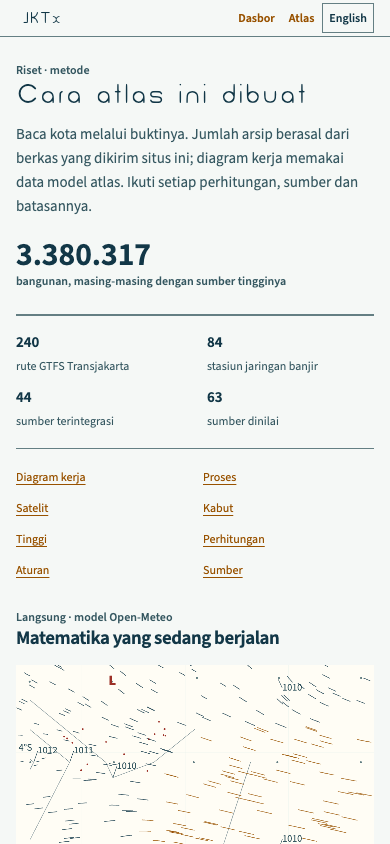 JKTx
Dasbor Atlas English
Riset · metode
Cara atlas ini dibuat
Baca kota melalui buktinya. Jumlah arsip berasal dari
berkas yang dikirim situs ini; diagram kerja memakai
data model atlas. Ikuti setiap perhitungan, sumber dan
batasannya.
3.380.317
bangunan, masing-masing dengan sumber tingginya
240 84
rute GTFS Transjakarta stasiun jaringan banjir
44 63
sumber terintegrasi sumber dinilai
Diagram kerja Proses
Satelit Kabut
Tinggi Perhitungan
Aturan Sumber
Langsung · model Open-Meteo
Matematika yang sedang berjalan
L
1010
4°S 1012 1011
1010
1010